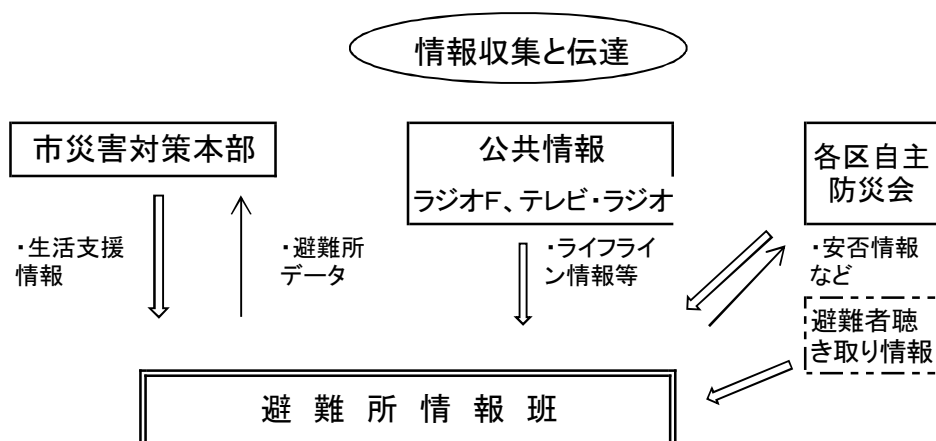 情報収集と伝達
市災害対策本部
公共情報
ラジオF、テレビ・ラジオ
各区自主
防災会
・生活支援
情報
・避難所
データ
・ライフライ
ン情報等
・安否情報
など
避難者聴
き取り情報
避難所情報班